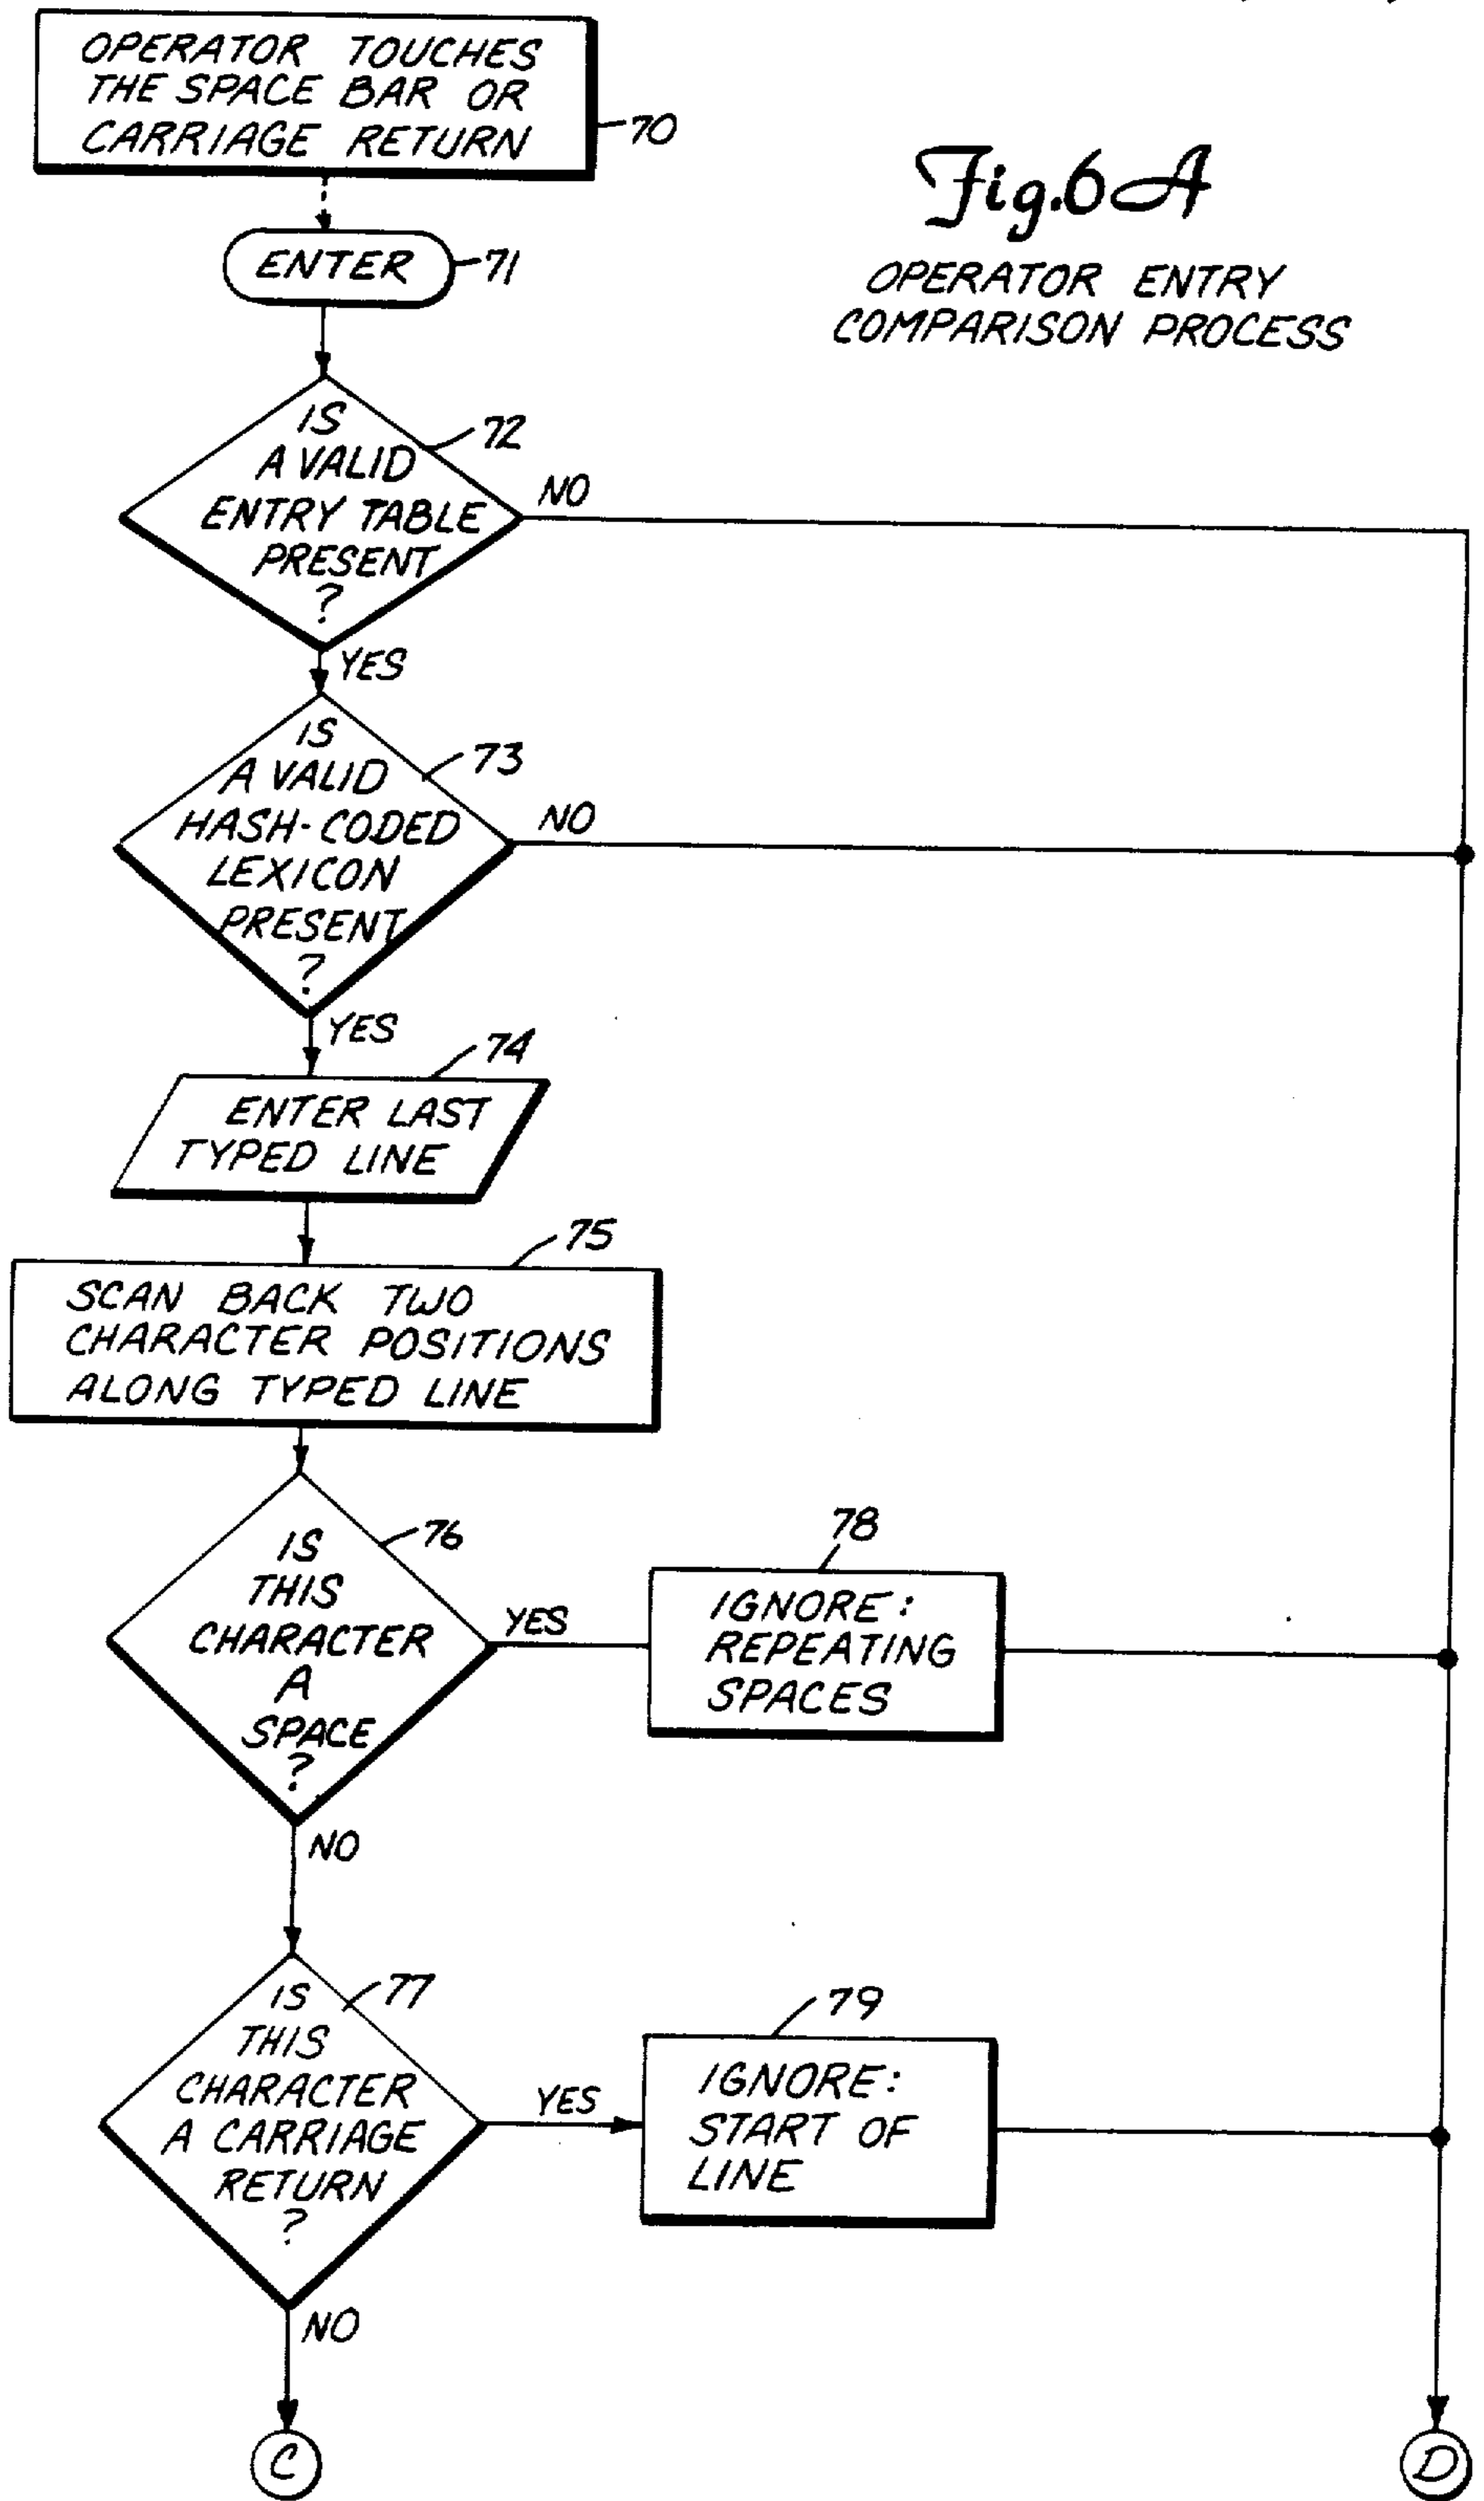 OPERATOR TOUCHES
THE SPACE BAR OR
CARRIAGE RETURN
70
Fig. 6A
OPERATOR ENTRY
COMPARISON PROCESS
ENTER
71
IS
A VALID
ENTRY TABLE
PRESENT
?
72
NO
YES
IS
A VALID
HASH-CODED
LEXICON
PRESENT
?
73
NO
YES
74
ENTER LAST
TYPED LINE
75
SCAN BACK TWO
CHARACTER POSITIONS
ALONG TYPED LINE
IS
THIS
CHARACTER
A
SPACE
?
76
YES
78
IGNORE:
REPEATING
SPACES
NO
IS
THIS
CHARACTER
A CARRIAGE
RETURN
?
77
YES
79
IGNORE:
START OF
LINE
NO
C
D